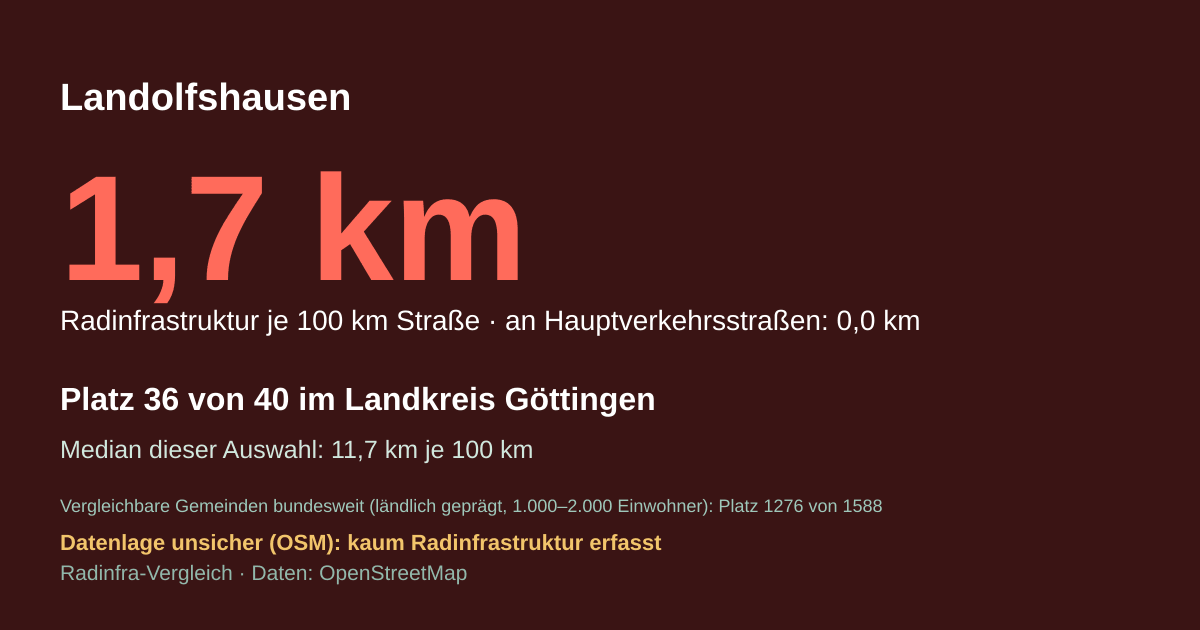 Landolfshausen
1,7 km
Radinfrastruktur je 100 km Straße · an Hauptverkehrsstraßen: 0,0 km
Platz 36 von 40 im Landkreis Göttingen
Median dieser Auswahl: 11,7 km je 100 km
Vergleichbare Gemeinden bundesweit (ländlich geprägt, 1.000–2.000 Einwohner): Platz 1276 von 1588
Datenlage unsicher (OSM): kaum Radinfrastruktur erfasst
Radinfra-Vergleich · Daten: OpenStreetMap